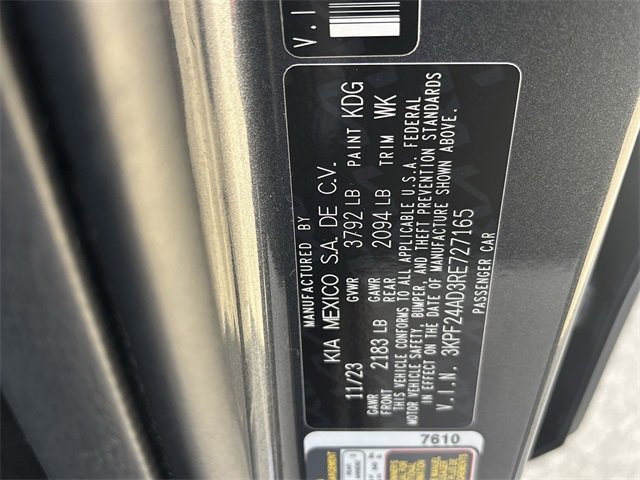 V.I
MANUFACTURED BY
KIA MEXICO S.A, DE C.V.
11/23 GVWR 3792 LB PAINT KDG
GAWR FRONT 2183 LB GAWR REAR 2094 LB TRIM WK
THIS VEHICLE CONFORMS TO ALL APPLICABLE U.S.A. FEDERAL
MOTOR VEHICLE SAFETY, BUMPER, AND THEFT PREVENTION STANDARDS
IN EFFECT ON THE DATE OF MANUFACTURE SHOWN ABOVE.
V.I.N. 3KPF24AD3RE727165
PASSENGER CAR
7610